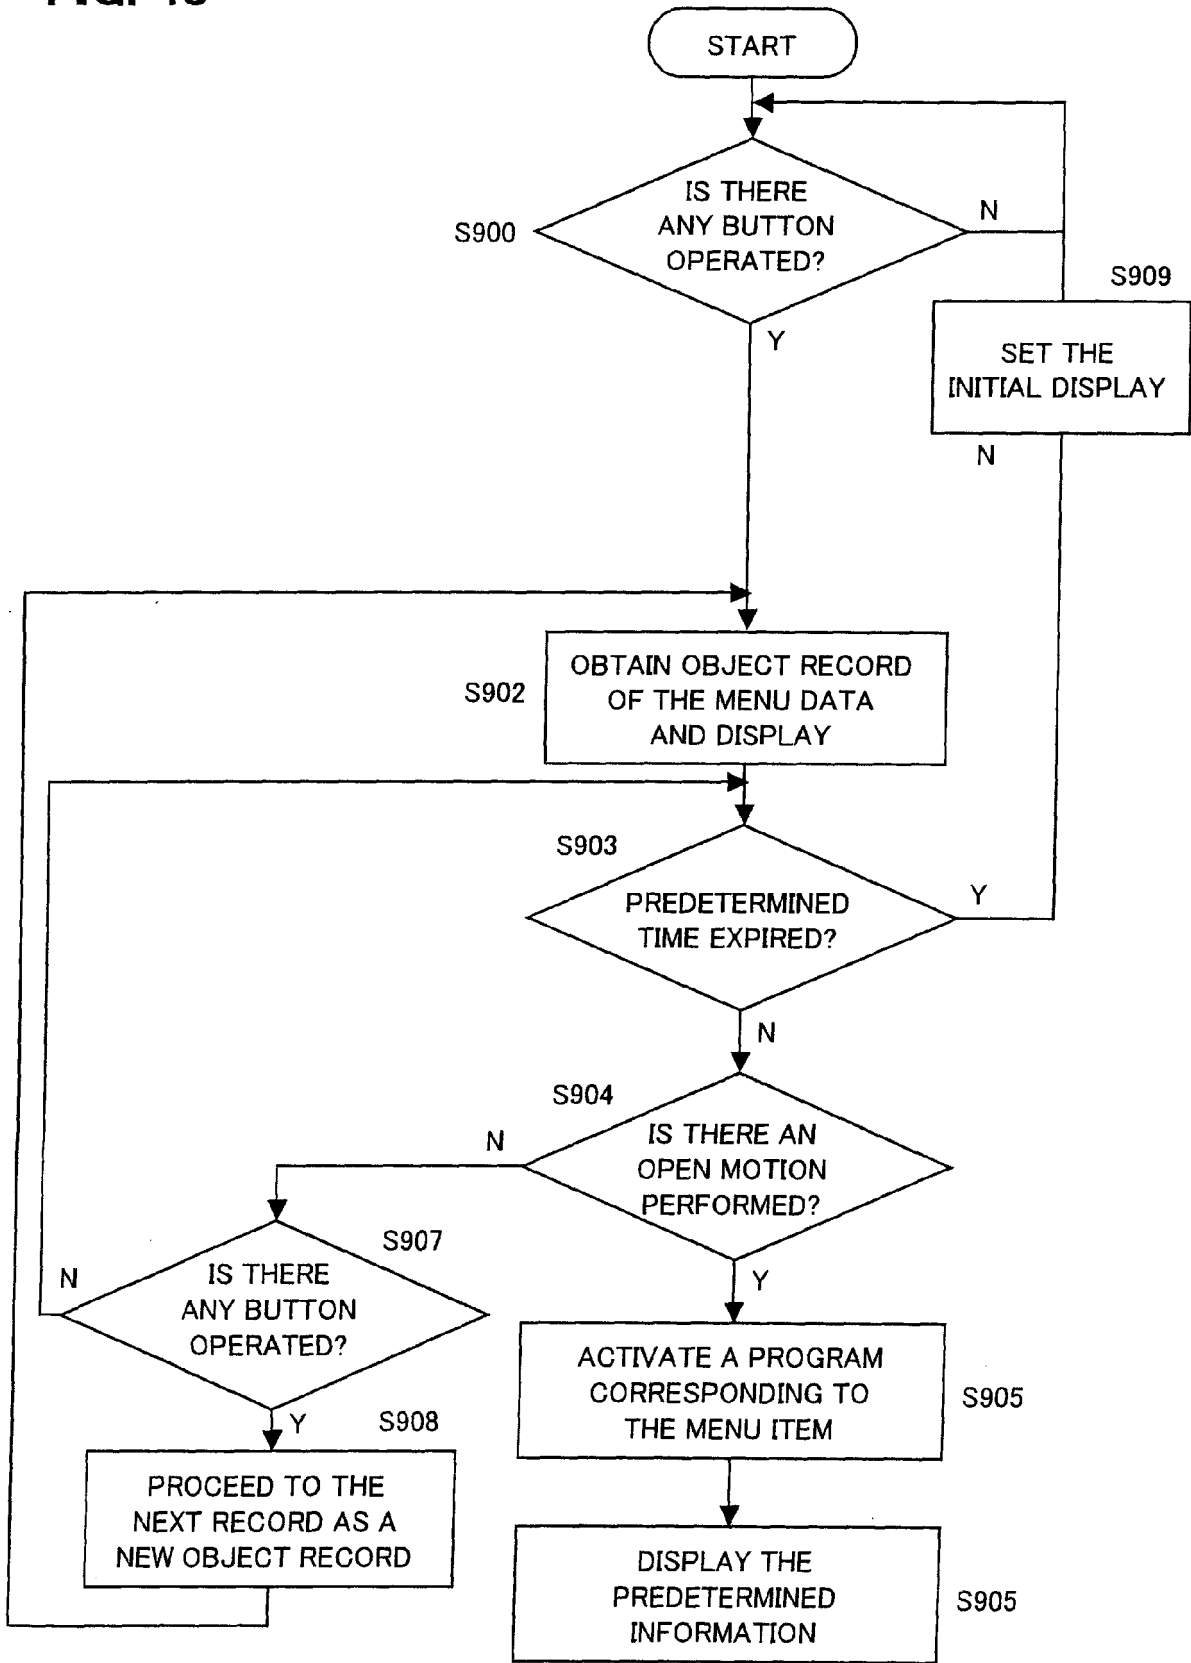 START
IS THERE
ANY BUTTON
OPERATED?
S900
N
Y
S909
SET THE
INITIAL DISPLAY
N
S902
OBTAIN OBJECT RECORD
OF THE MENU DATA
AND DISPLAY
S903
PREDETERMINED
TIME EXPIRED?
Y
N
S904
IS THERE AN
OPEN MOTION
PERFORMED?
N
Y
S907
IS THERE
ANY BUTTON
OPERATED?
N
Y
S908
PROCEED TO THE
NEXT RECORD AS A
NEW OBJECT RECORD
ACTIVATE A PROGRAM
CORRESPONDING TO
THE MENU ITEM
S905
DISPLAY THE
PREDETERMINED
INFORMATION
S905